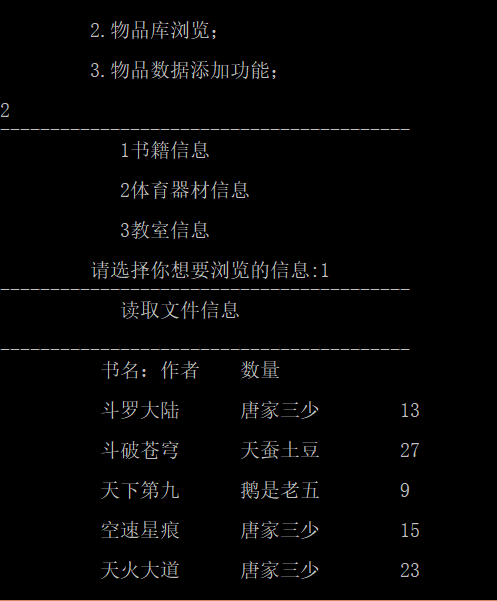 2.物品库浏览；
3.物品数据添加功能；
2
1书籍信息
2体育器材信息
3教室信息
请选择你想要浏览的信息:1
读取文件信息
书名：作者 数量
斗罗大陆 唐家三少 13
斗破苍穹 天蚕土豆 27
天下第九 鹅是老五 9
空速星痕 唐家三少 15
天火大道 唐家三少 23